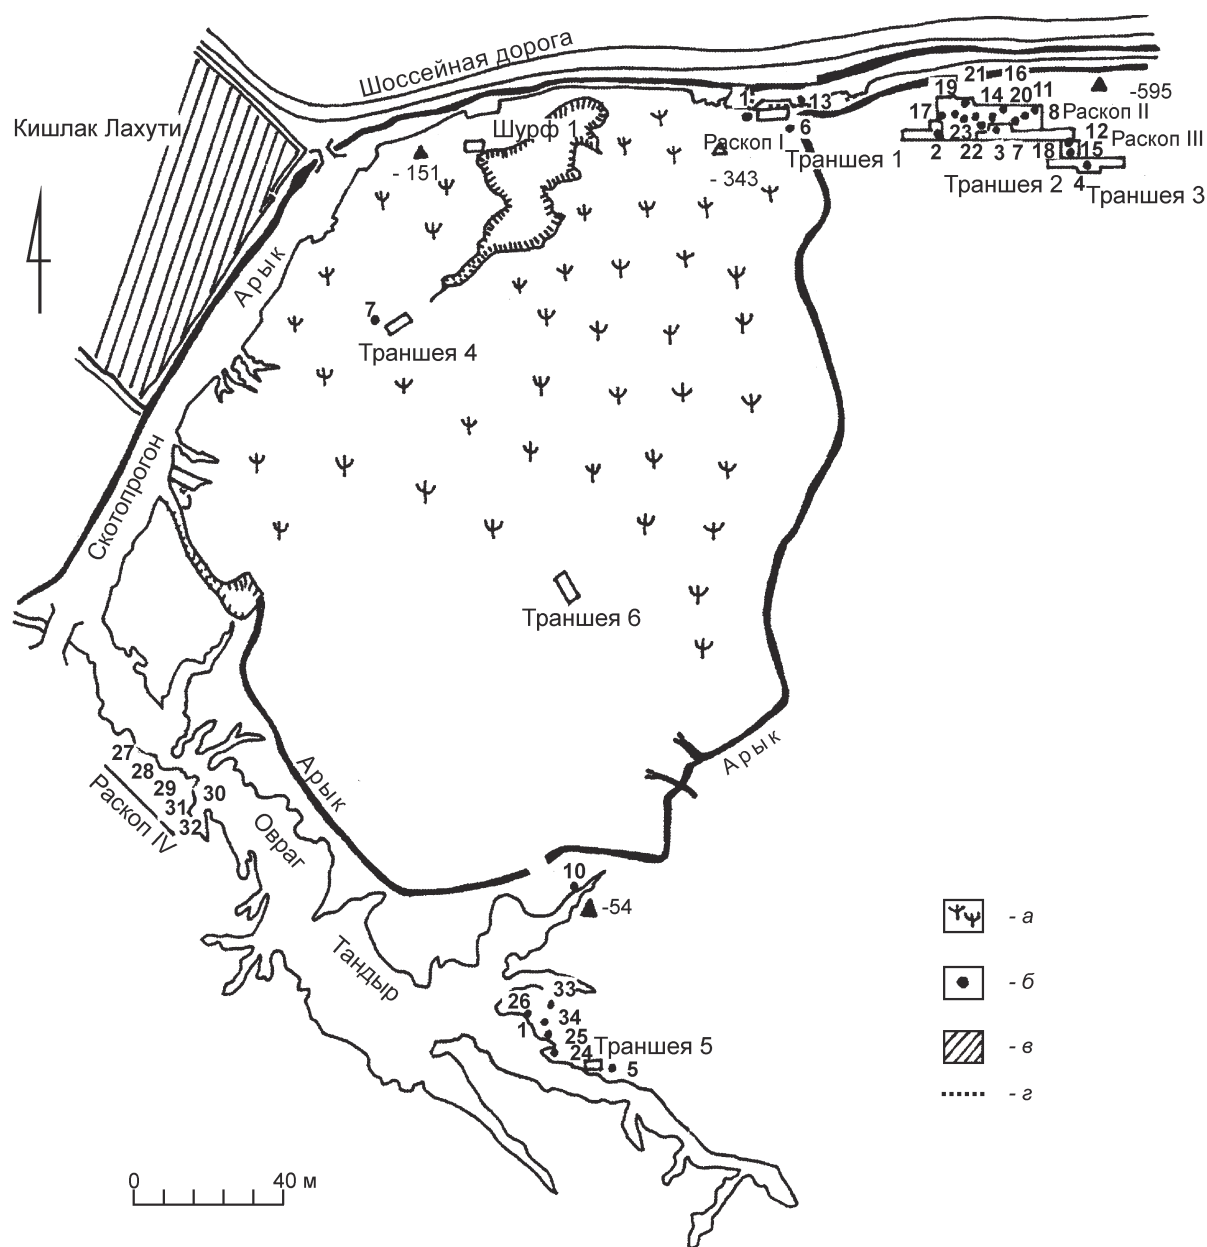 Шоссейная дорога
Кишлак Лахути
Шурф 1
- 151
- 343
-595
1
13
6
Раскоп I
Траншея 1
21 16
19 14 20 11
17
8 Раскоп II
23
12 Раскоп III
2 22 3 7 18 15
Траншея 2
4
Траншея 3
Арык
7
Траншея 4
Скотопрогон
Траншея 6
27
28
29
30
31
32
Раскоп IV
Арык
Арык
Овраг
10
-54
Тандыр
33
26
34
1
25
24
Траншея 5
5
- а
- б
- в
- г
0 40 м